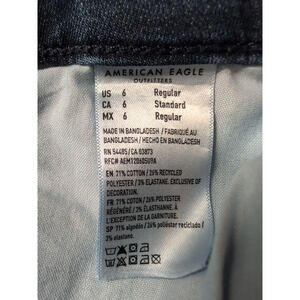 AMERICAN EAGLE
OUTFITTERS
US 6 Regular
CA 6 Standard
MX 6 Regular
MADE IN BANGLADESH / FABRIQUÉ AU
BANGLADESH / HECHO EN BANGLADESH
RN 54485/CA 03873
RFC# AEM120605U9A
EN 71% COTTON / 26% RECYCLED
POLYESTER / 3% ELASTANE. EXCLUSIVE OF
DECORATION.
FR 71% COTON / 26% POLYESTER
RÉGÉNÉRÉ / 3% ÉLASTHANNE. À
L'EXCEPTION DE LA GARNITURE.
SP 71% algodón / 26% poliéster reciclado /
3% elastano.